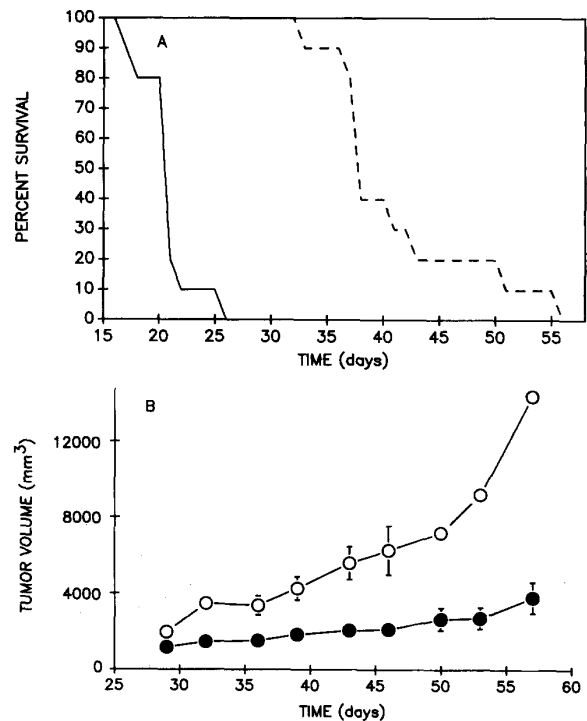 A
PERCENT SURVIVAL
100
90
80
70
60
50
40
30
20
10
0
15 20 25 30 35 40 45 50 55
TIME (days)
B
TUMOR VOLUME (mm³)
12000
8000
4000
0
25 30 35 40 45 50 55 60
TIME (days)